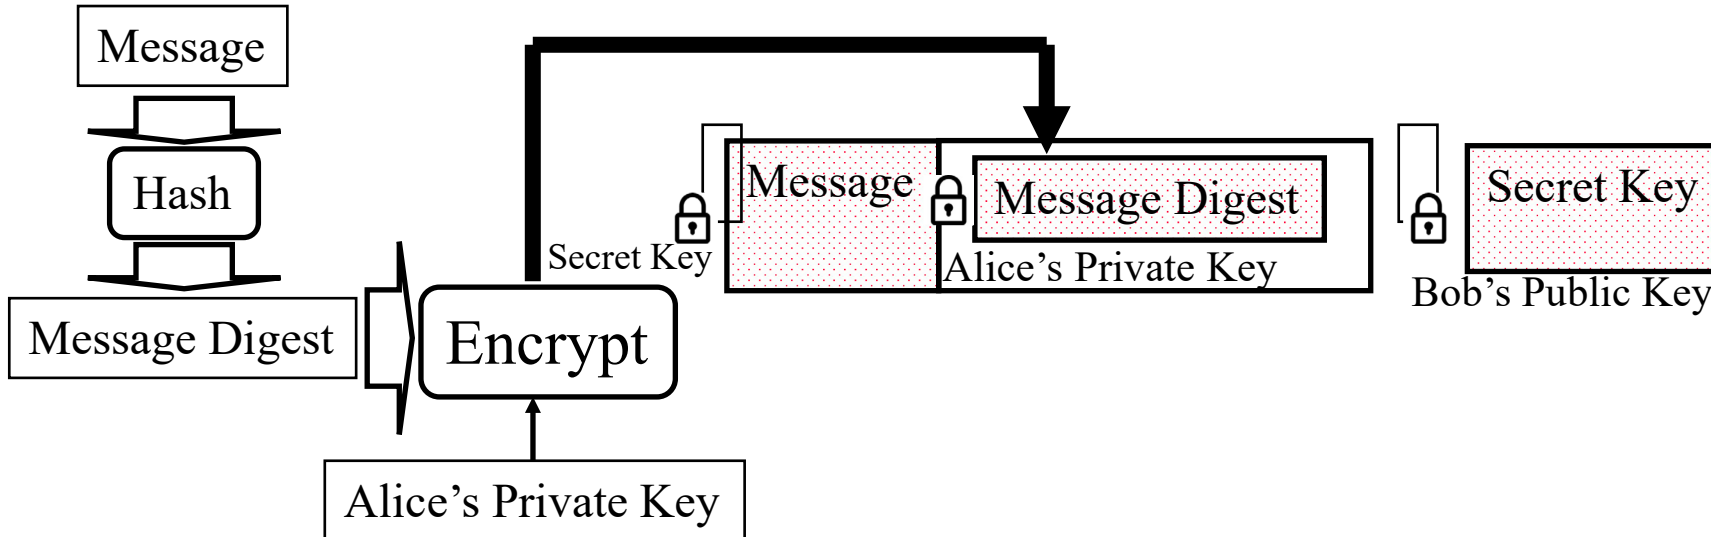 Message
Hash
Message Digest
Encrypt
Alice’s Private Key
Secret Key
Message
Message Digest
Alice’s Private Key
Secret Key
Bob’s Public Key